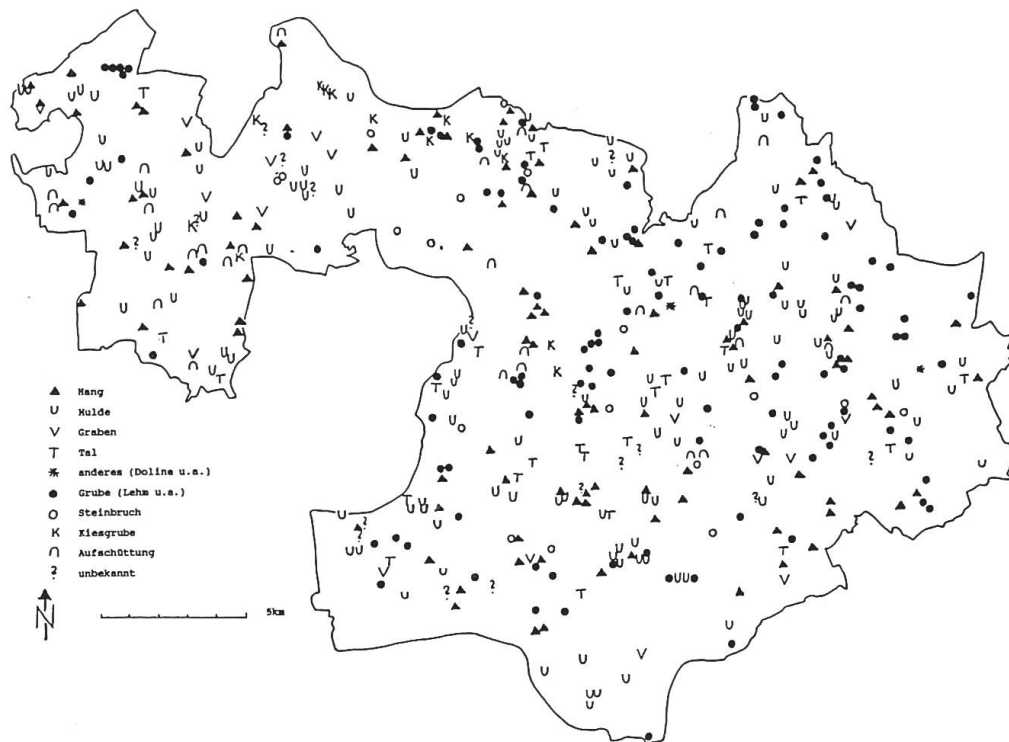 ▲ Hang
∪ Mulde
V Graben
T Tal
✳ anderes (Doline u.a.)
● Grube (Lehm u.a.)
○ Steinbruch
K Kiesgrube
∩ Aufschüttung
? unbekannt
N
5km